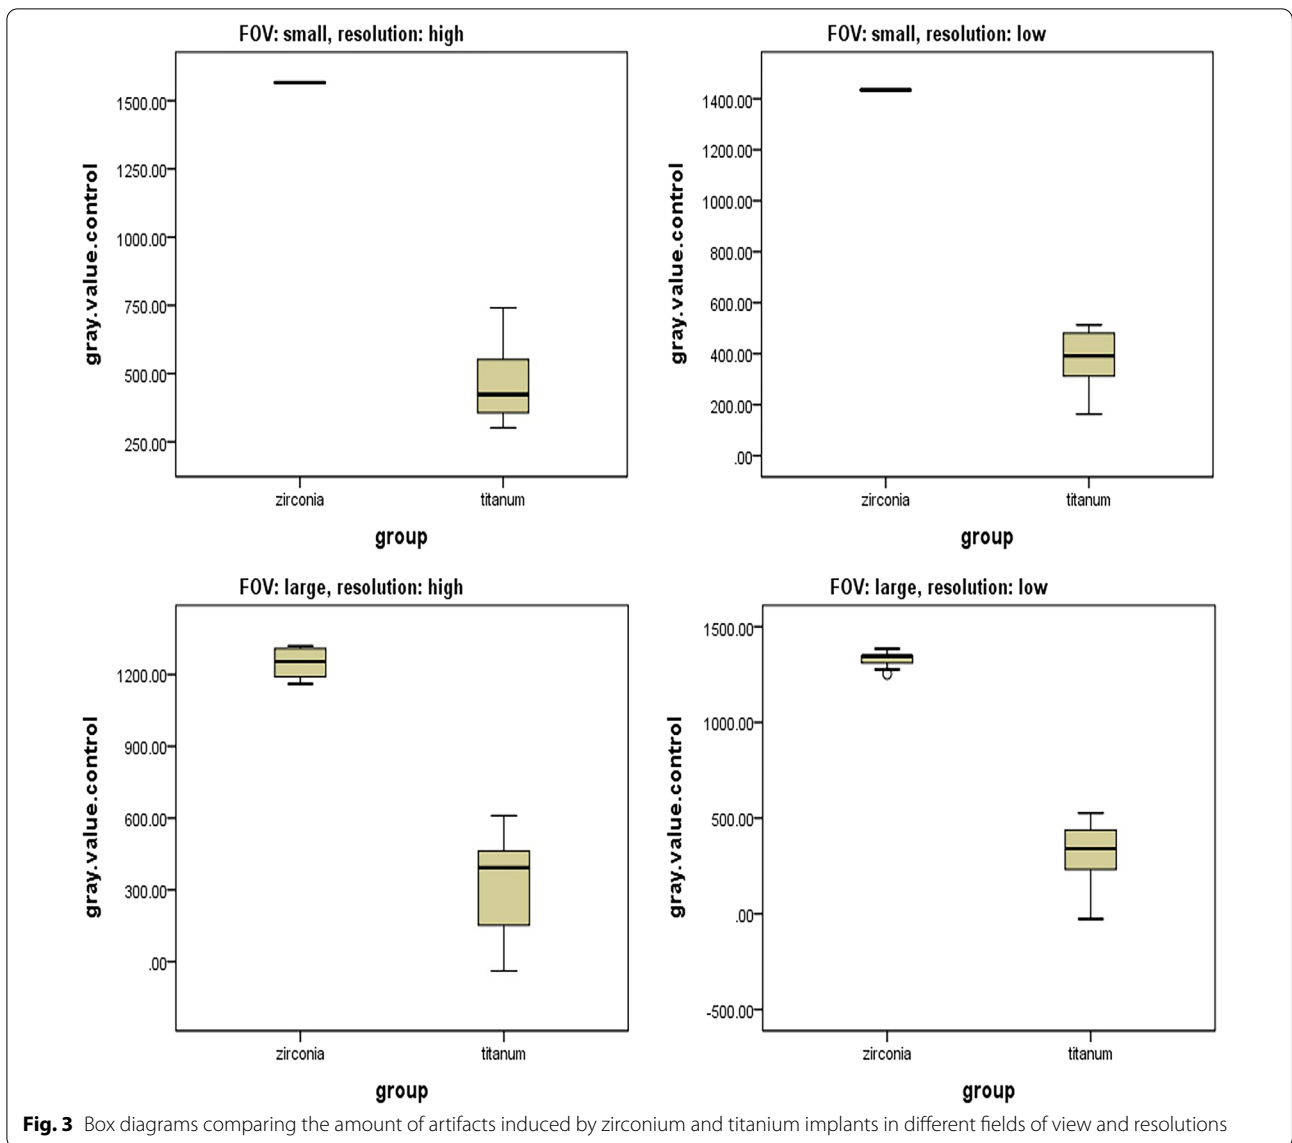 FOV: small, resolution: high
gray.value.control
1500.00
1250.00
1000.00
750.00
500.00
250.00
zirconia titanum
group
FOV: small, resolution: low
gray.value.control
1400.00
1200.00
1000.00
800.00
600.00
400.00
200.00
.00
zirconia titanum
group
FOV: large, resolution: high
gray.value.control
1200.00
900.00
600.00
300.00
.00
zirconia titanum
group
FOV: large, resolution: low
gray.value.control
1500.00
1000.00
500.00
.00
-500.00
zirconia titanum
group
Fig. 3 Box diagrams comparing the amount of artifacts induced by zirconium and titanium implants in different fields of view and resolutions